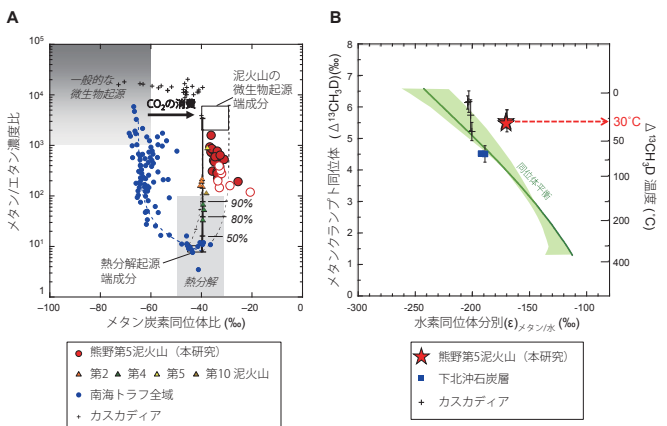 A
B
メタン/エタン濃度比
10⁵
10⁴
10³
10²
10¹
1
一般的な
微生物起源
CO₂の消費
泥火山の
微生物起源
端成分
90%
80%
50%
熱分解起源
端成分
熱分解
−100
−80
−60
−40
−20
0
メタン炭素同位体比 (‰)
熊野第5泥火山（本研究）
第2
第4
第5
第10 泥火山
南海トラフ全域
カスカディア
メタンクランプト同位体 (Δ¹³CH₃D)(‰)
8
7
6
5
4
3
2
1
0
同位体平衡
30°C
0
50
100
200
400
Δ¹³CH₃D 温度 (°C)
-250
-200
-150
-100
水素同位体分別(ε)メタン/水 (‰)
熊野第5泥火山（本研究）
下北沖石炭層
カスカディア